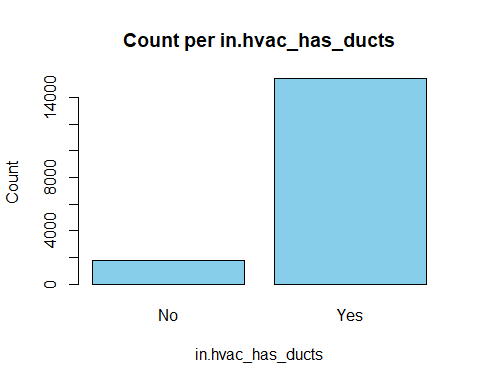 Count per in.hvac_has_ducts
Count
14000
8000
4000
0
No
Yes
in.hvac_has_ducts